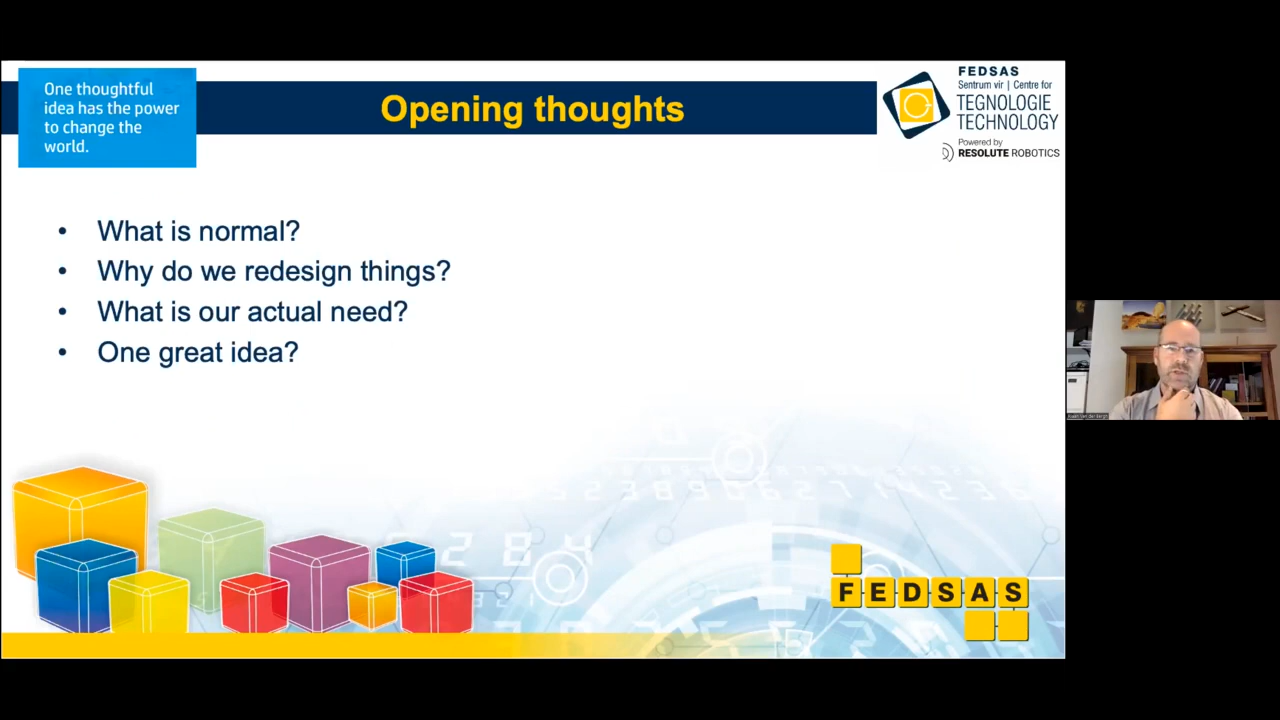 One thoughtful
idea has the power
to change the
world.
Opening thoughts
FEDSAS
Sentrum vir | Centre for
TEGNOLOGIE
TECHNOLOGY
Powered by
RESOLUTE ROBOTICS
• What is normal?
• Why do we redesign things?
• What is our actual need?
• One great idea?
FEDSAS